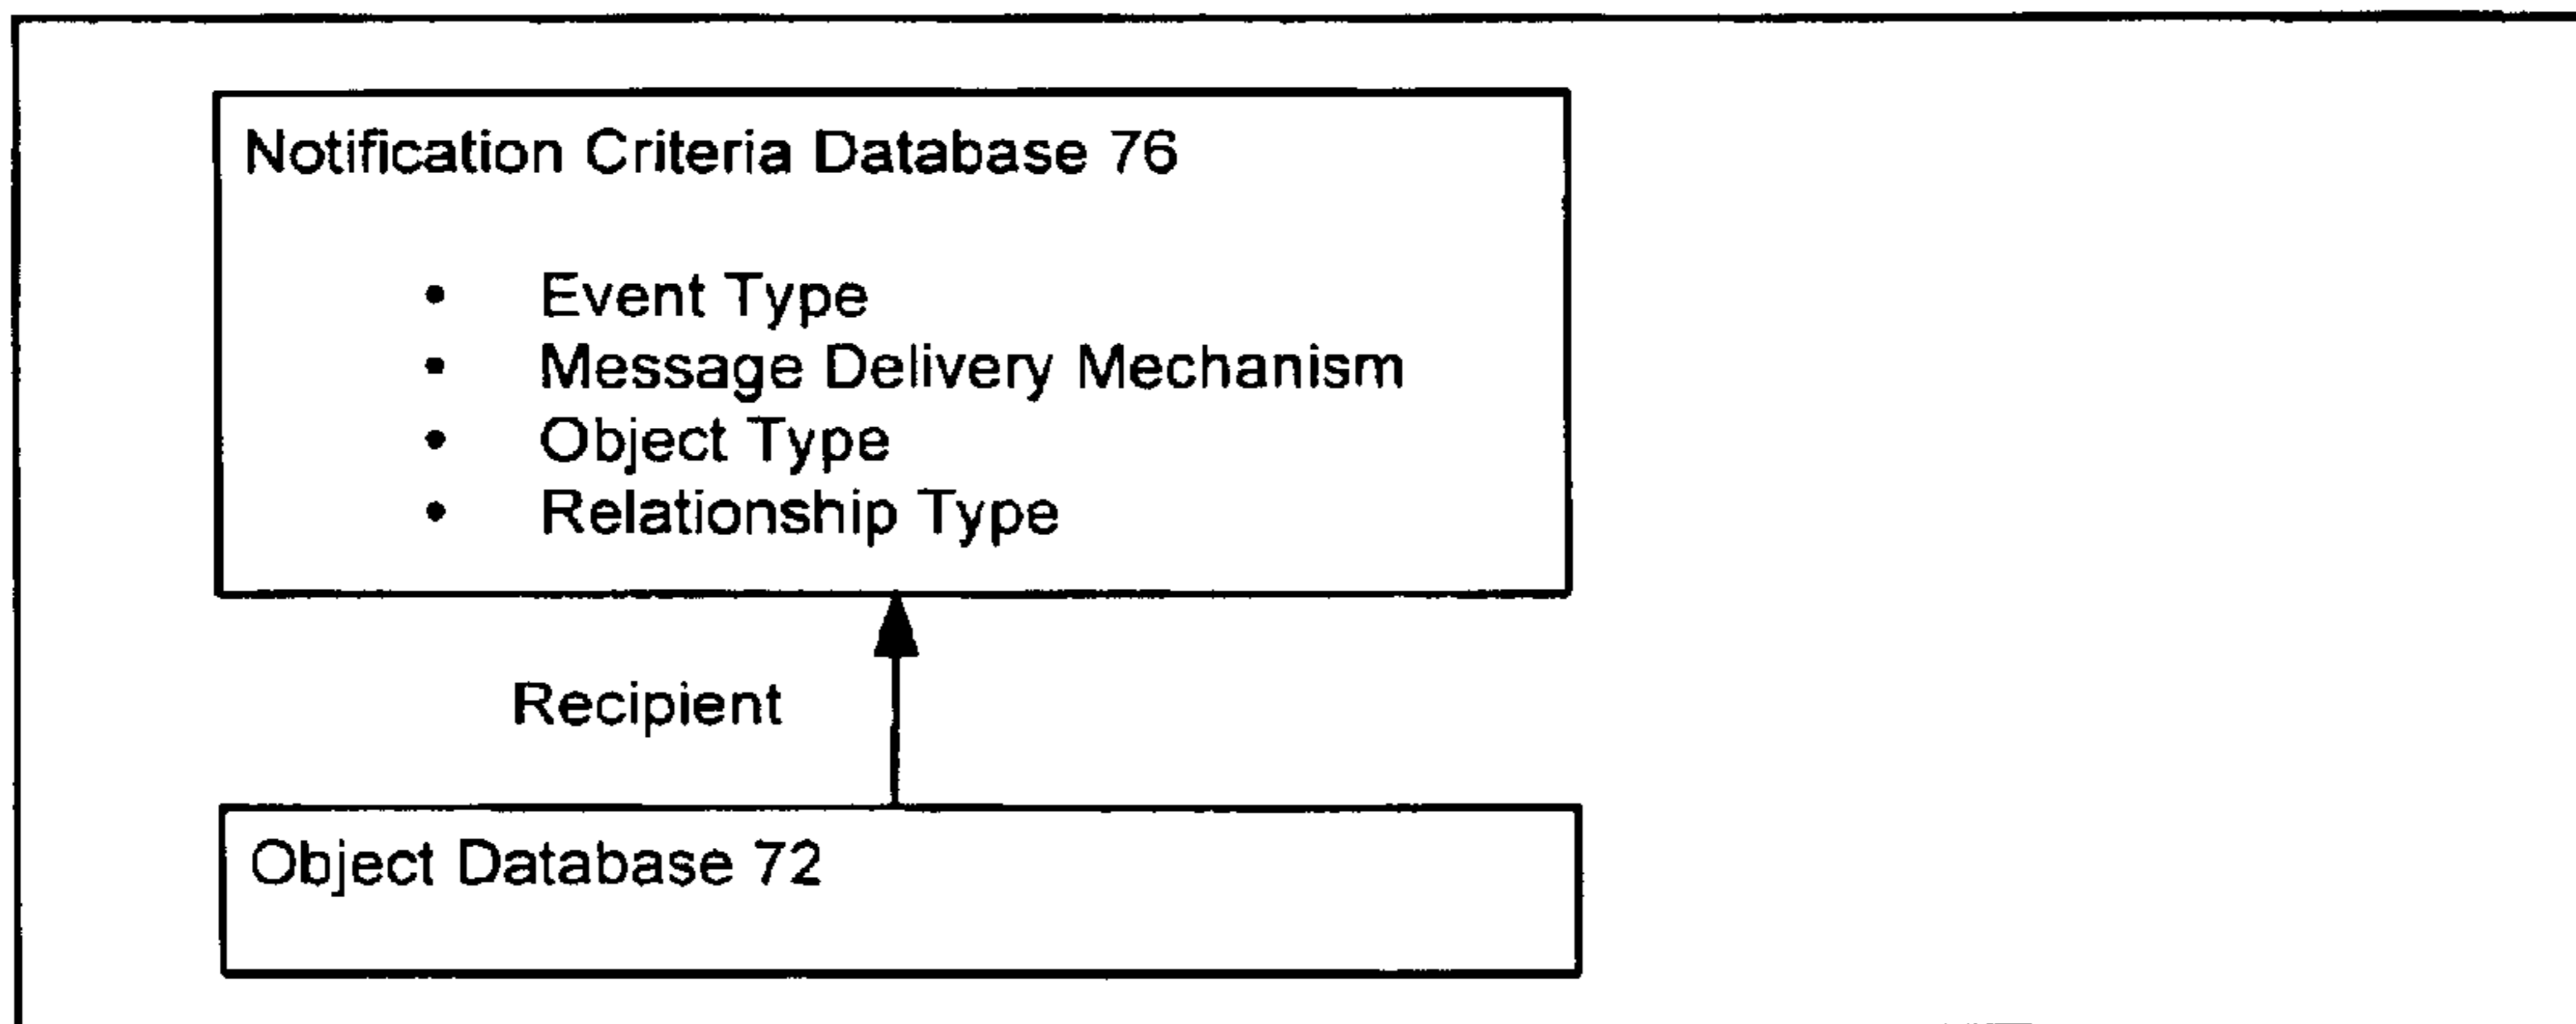 Notification Criteria Database 76
• Event Type
• Message Delivery Mechanism
• Object Type
• Relationship Type
Recipient
Object Database 72